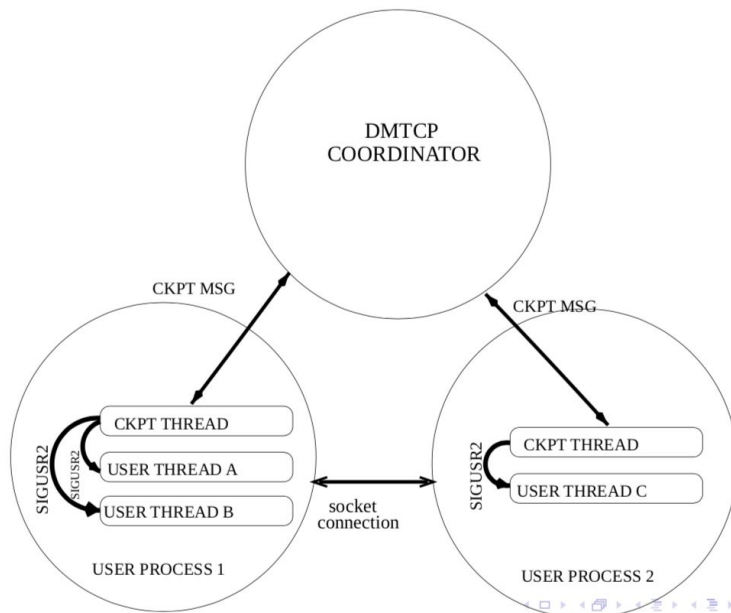 DMTCP
COORDINATOR
CKPT MSG
CKPT MSG
CKPT THREAD
USER THREAD A
USER THREAD B
SIGUSR2
SIGUSR2
USER PROCESS 1
socket
connection
CKPT THREAD
USER THREAD C
SIGUSR2
USER PROCESS 2